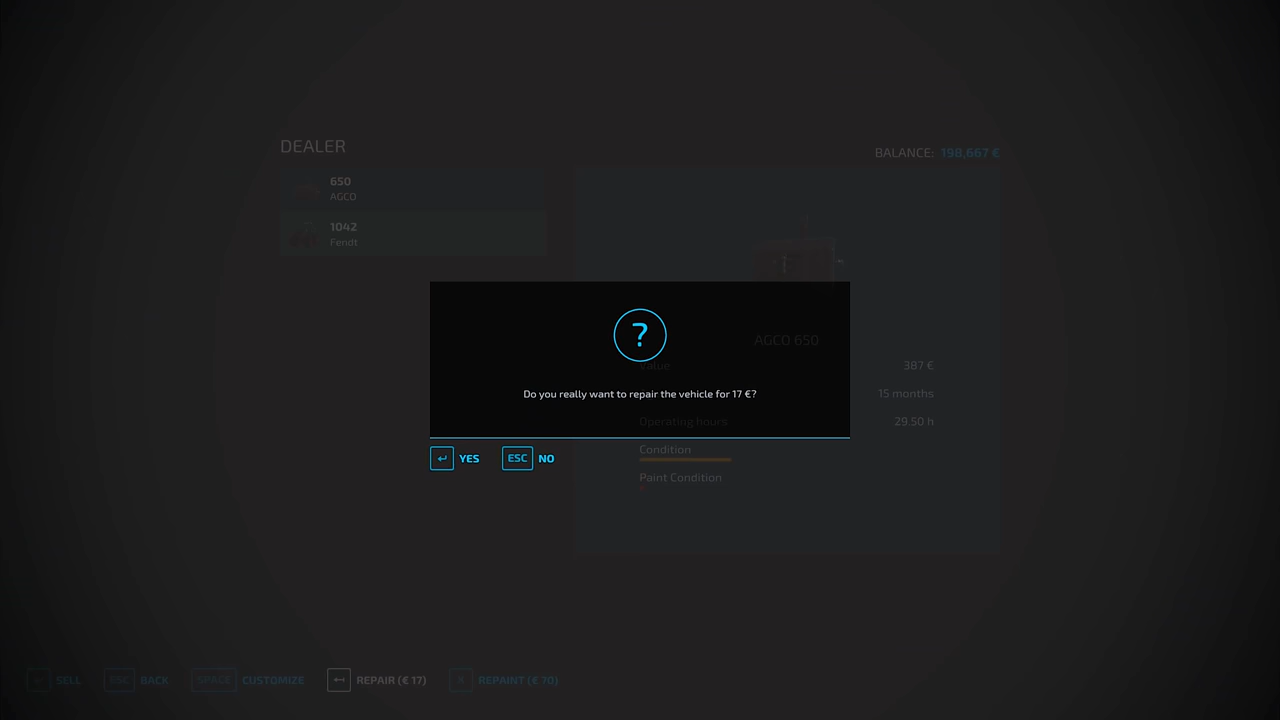 DEALER
BALANCE: 198,667 €
650
AGCO
1042
Fendt
?
AGCO 650
Value 387 €
Do you really want to repair the vehicle for 17 €?
15 months
Operating hours 29.50 h
Condition
Paint Condition
↵ YES ESC NO
SELL ESC BACK SPACE CUSTOMIZE REPAIR (€ 17) X REPAINT (€ 70)